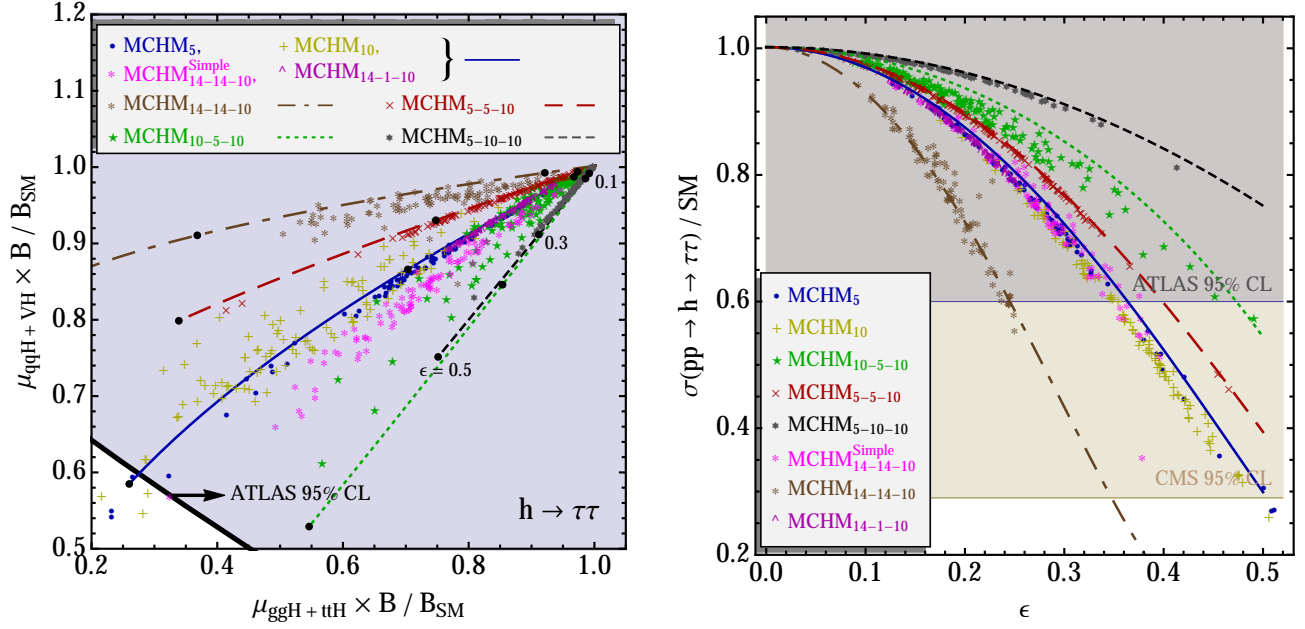 MCHM5, MCHM10,
MCHM14-14-10^Simple, MCHM14-1-10
MCHM14-14-10 MCHM5-5-10
MCHM10-5-10 MCHM5-10-10
1.2
1.1
1.0
0.9
0.8
0.7
0.6
0.5
μqqH + VH × B / BSM
0.1
0.3
ϵ = 0.5
ATLAS 95% CL
h → ττ
0.2 0.4 0.6 0.8 1.0
μggH + ttH × B / BSM
1.0
0.8
0.6
0.4
0.2
σ(pp → h → ττ) / SM
ATLAS 95% CL
CMS 95% CL
MCHM5
MCHM10
MCHM10-5-10
MCHM5-5-10
MCHM5-10-10
MCHM14-14-10^Simple
MCHM14-14-10
MCHM14-1-10
0.0 0.1 0.2 0.3 0.4 0.5
ϵ